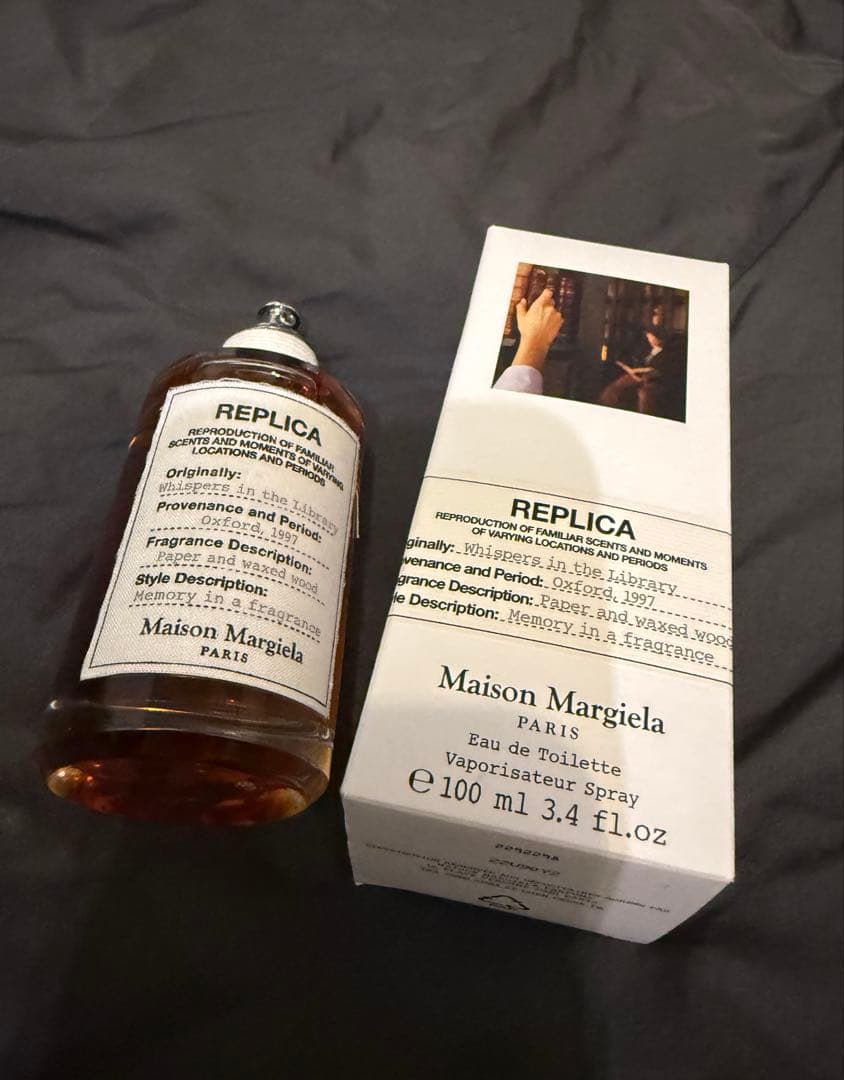 REPLICA
REPRODUCTION OF FAMILIAR
SCENTS AND MOMENTS OF VARYING
LOCATIONS AND PERIODS
Originally:
Whispers in the Library
Provenance and Period:
Oxford, 1997
Fragrance Description:
Paper and waxed wood
Style Description:
Memory in a fragrance
Maison Margiela
PARIS
REPLICA
REPRODUCTION OF FAMILIAR SCENTS AND MOMENTS
OF VARYING LOCATIONS AND PERIODS
ginally: Whispers in the Library
venance and Period: Oxford, 1997
grance Description: Paper and waxed wood
le Description: Memory in a fragrance
Maison Margiela
PARIS
Eau de Toilette
Vaporisateur Spray
℮ 100 ml 3.4 fl.oz